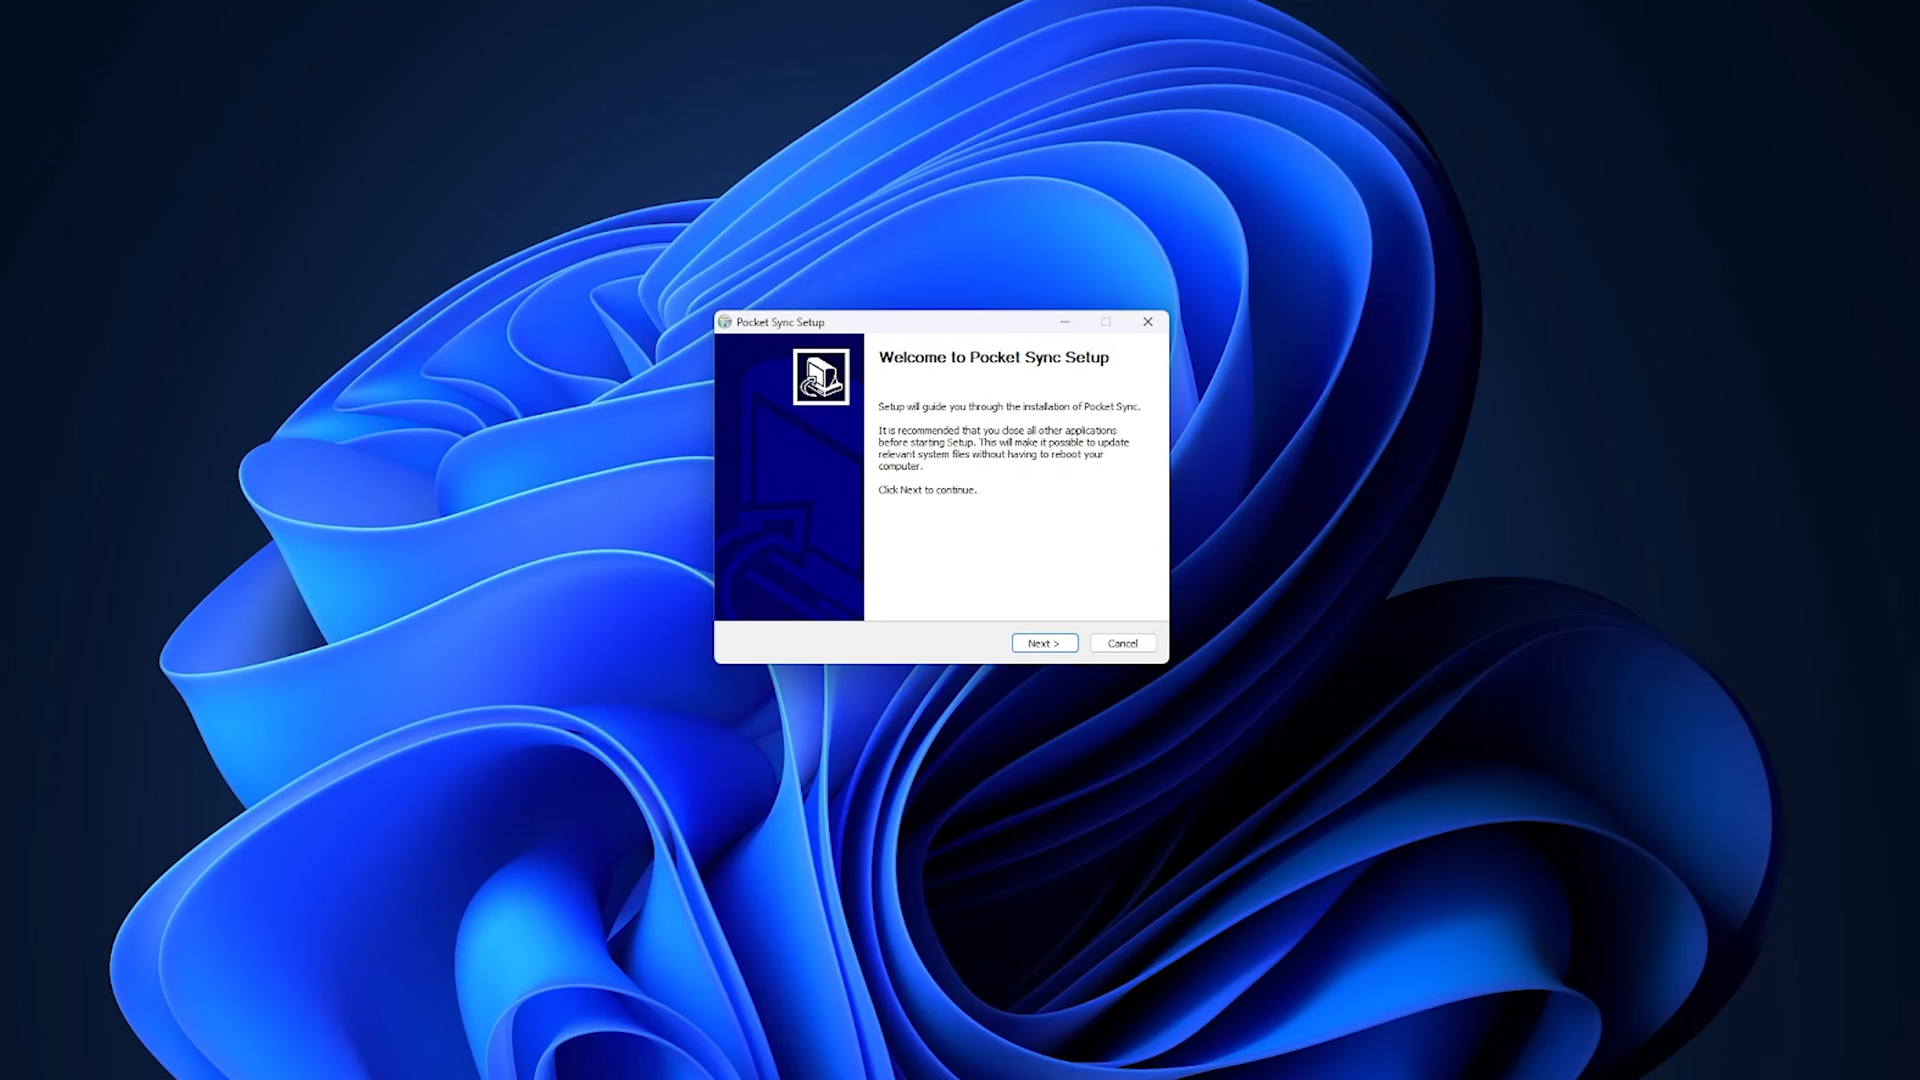 Pocket Sync Setup
Welcome to Pocket Sync Setup
Setup will guide you through the installation of Pocket Sync.
It is recommended that you close all other applications
before starting Setup. This will make it possible to update
relevant system files without having to reboot your
computer.
Click Next to continue.
Next >
Cancel